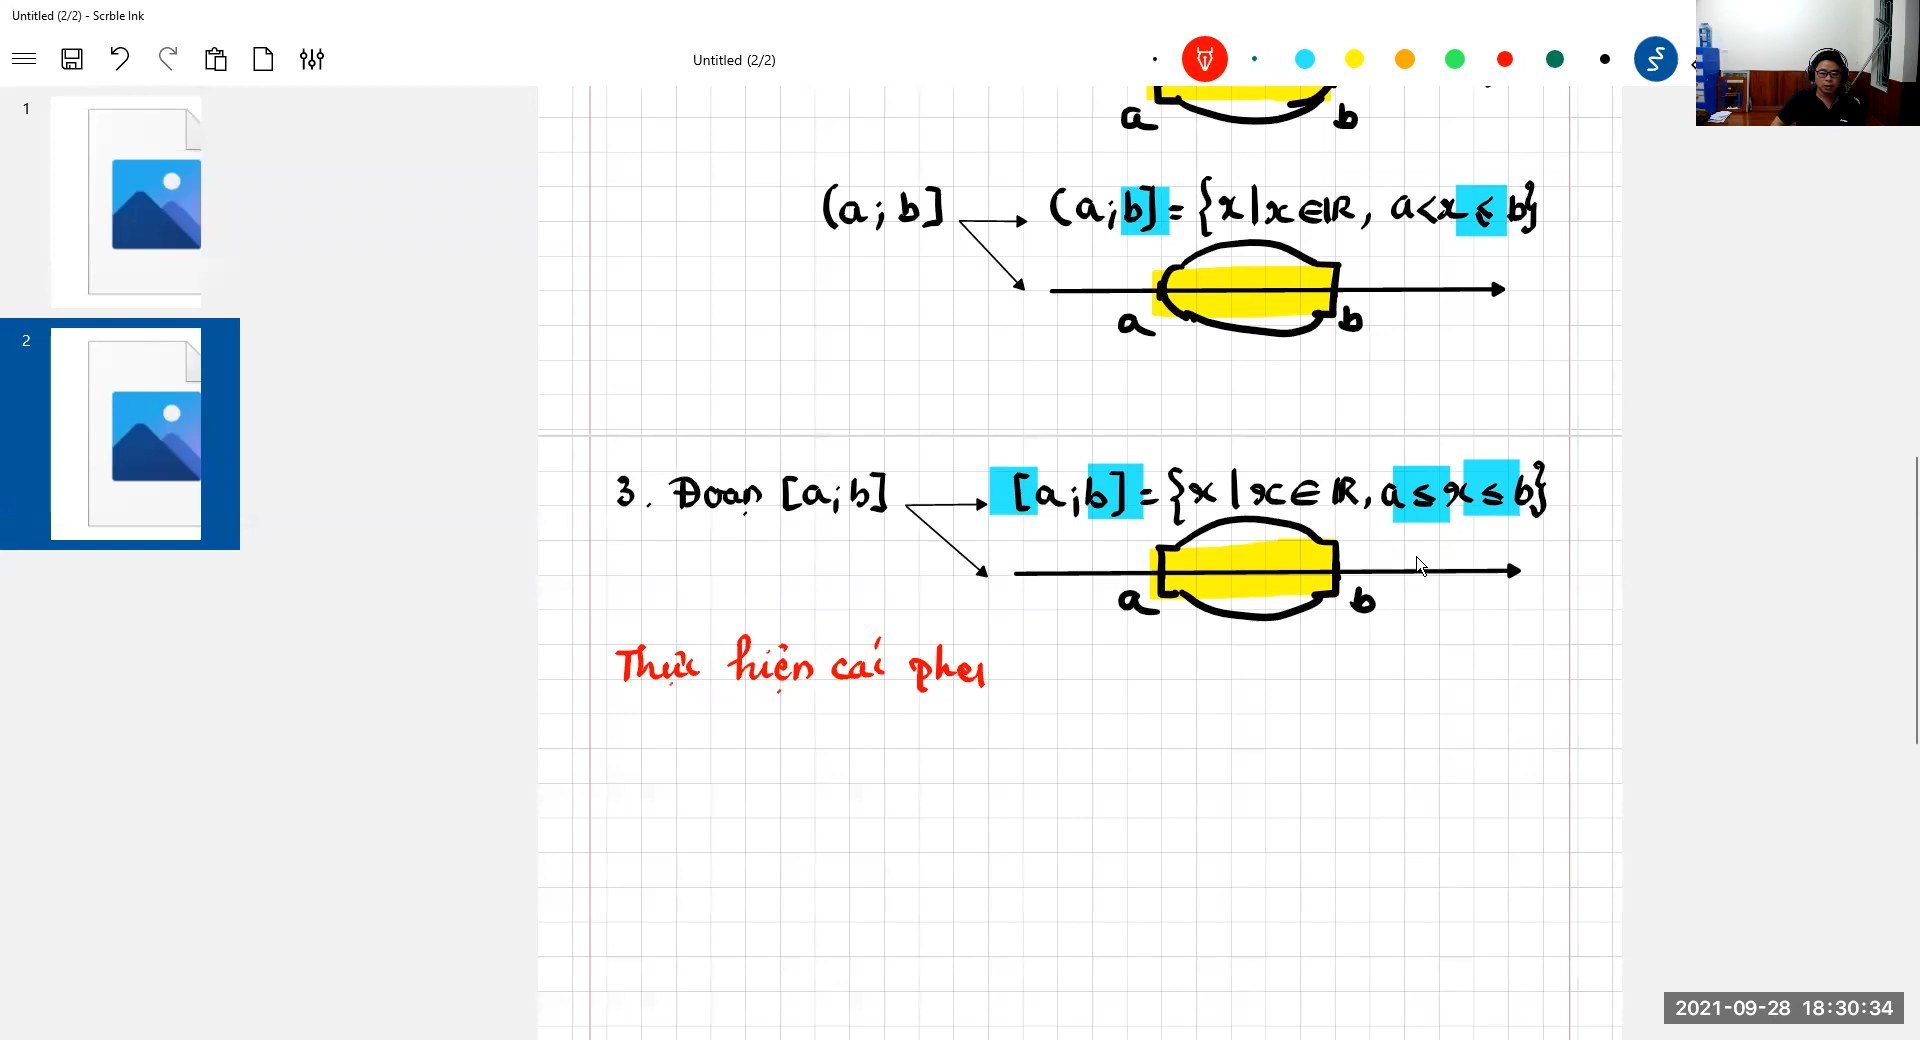 Untitled (2/2) - Scrble Ink
Untitled (2/2)
1
2
a b
(a; b] (a; b] = {x | x ∈ ℝ, a < x ≤ b}
a b
3. Đoạn [a; b] [a; b] = {x | x ∈ ℝ, a ≤ x ≤ b}
a b
Thực hiện các phe
2021-09-28 18:30:34